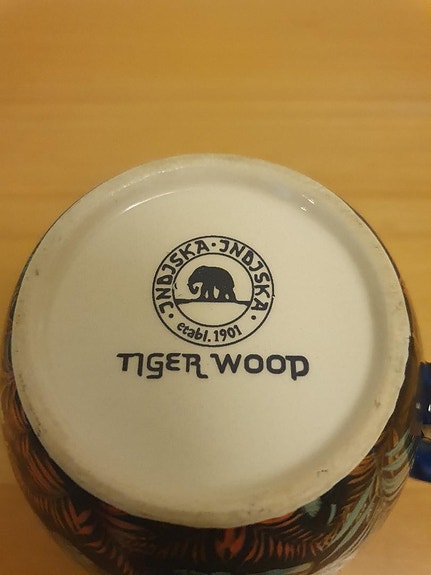 INDISKA · INDISKA ·
etabl. 1901
TIGER WOOD